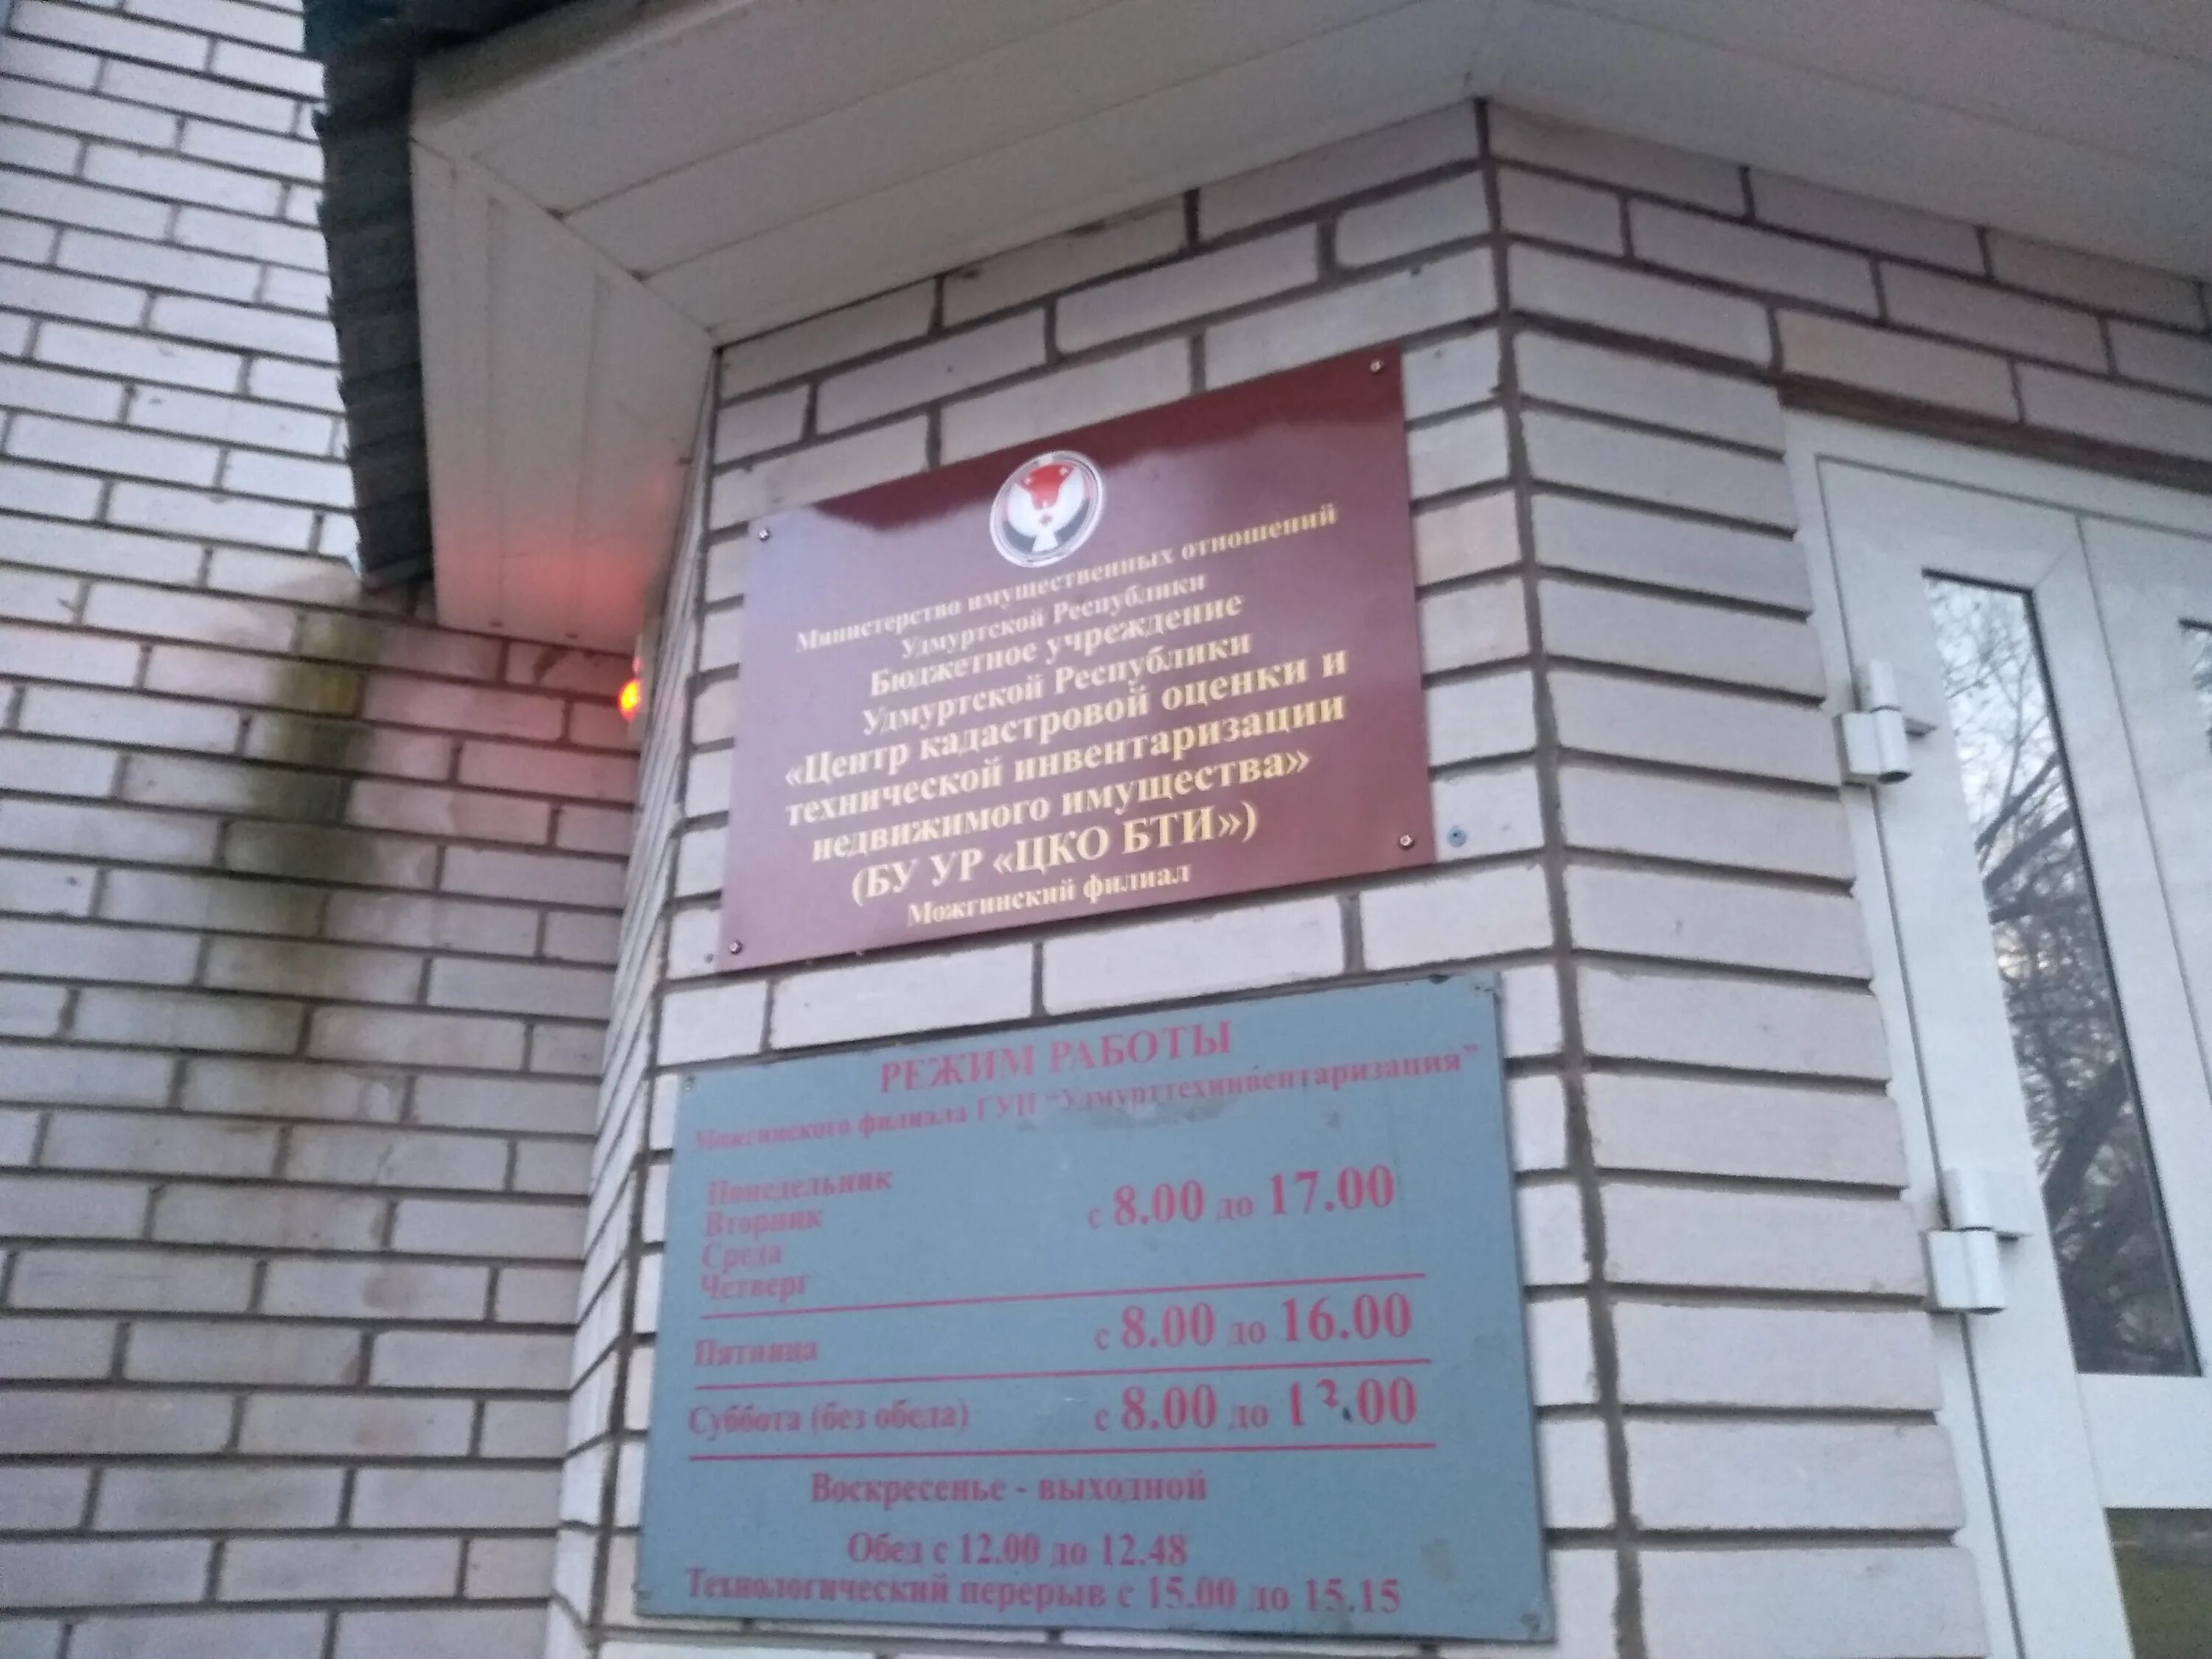 Министерство имущественных отношений
Удмуртской Республики
Бюджетное учреждение
Удмуртской Республики
«Центр кадастровой оценки и
технической инвентаризации
недвижимого имущества»
(БУ УР «ЦКО БТИ»)
Можгинский филиал
РЕЖИМ РАБОТЫ
Можгинского филиала ГУП "Удмурттехинвентаризация"
Понедельник
Вторник
с 8.00 до 17.00
Среда
Четверг
Пятница с 8.00 до 16.00
Суббота (без обеда) с 8.00 до 12.00
Воскресенье - выходной
Обед с 12.00 до 12.48
Технологический перерыв с 15.00 до 15.15